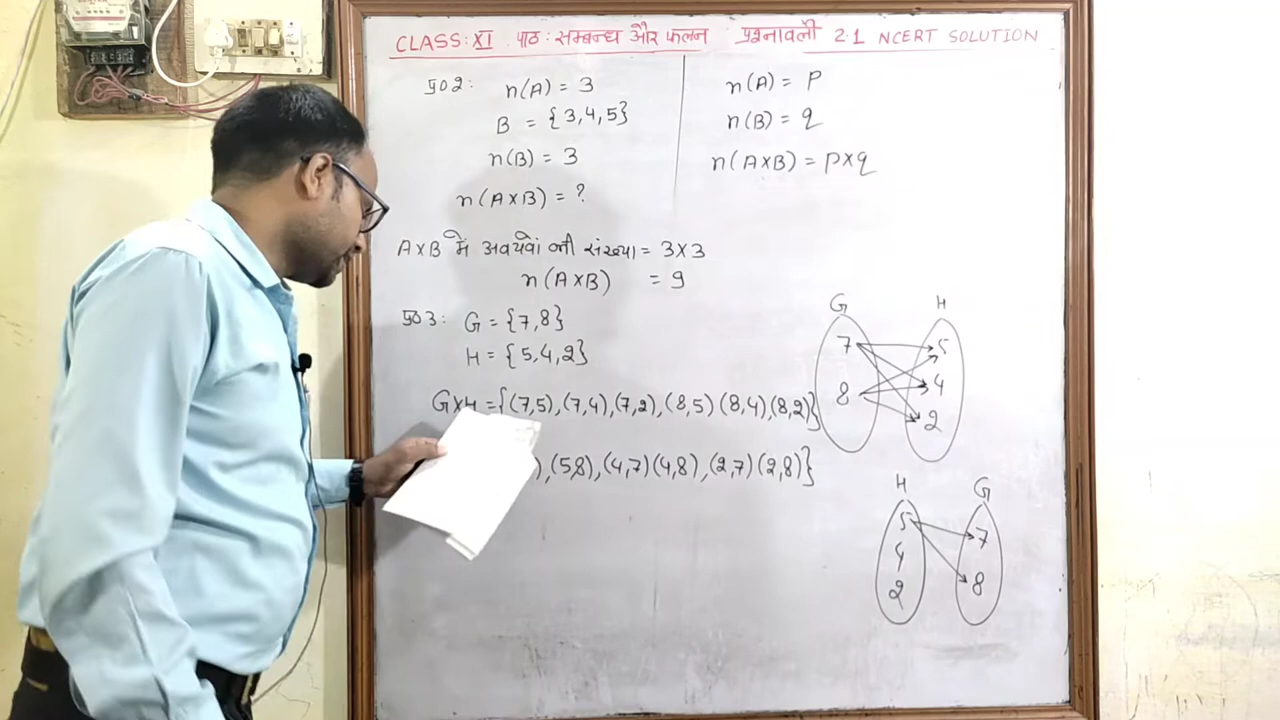 CLASS:XI पाठ: सम्बन्ध और फलन प्रश्नावली 2.1 NCERT SOLUTION
प्र०2: n(A) = 3
B = {3,4,5}
n(B) = 3
n(A×B) = ?
n(A) = p
n(B) = q
n(A×B) = p×q
A×B में अवयवों की संख्या = 3×3
n(A×B) = 9
प्र०3: G = {7,8}
H = {5,4,2}
G×H = {(7,5),(7,4),(7,2),(8,5)(8,4),(8,2)}
),(5,8),(4,7)(4,8),(2,7)(2,8)}
G H
7 5
8 4
2
H G
5 7
4 8
2